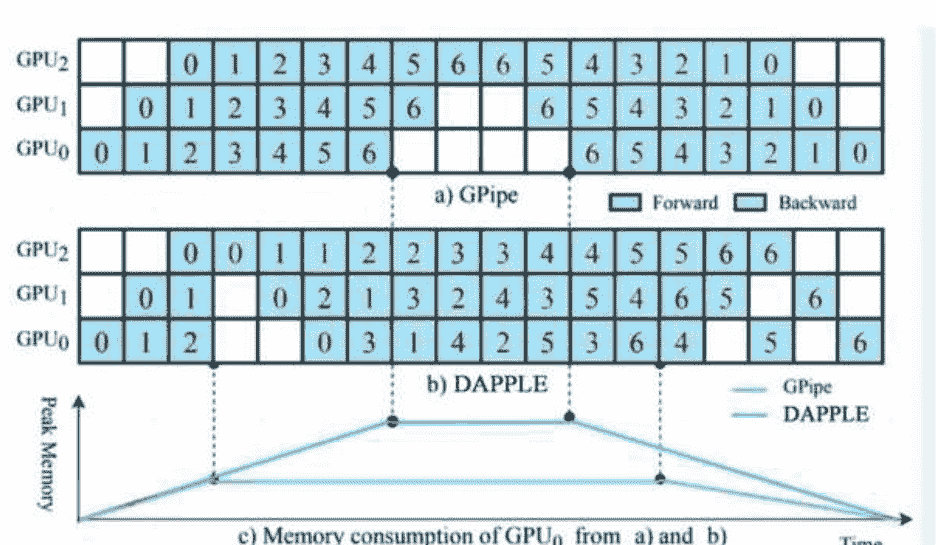 GPU2 0 1 2 3 4 5 6 6 5 4 3 2 1 0
GPU1 0 1 2 3 4 5 6 6 5 4 3 2 1 0
GPU0 0 1 2 3 4 5 6 6 5 4 3 2 1 0
a) GPipe
Forward Backward
GPU2 0 0 1 1 2 2 3 3 4 4 5 5 6 6
GPU1 0 1 0 2 1 3 2 4 3 5 4 6 5 6
GPU0 0 1 2 0 3 1 4 2 5 3 6 4 5 6
b) DAPPLE
GPipe
DAPPLE
Peak Memory
c) Memory consumption of GPU0 from a) and b)
Time